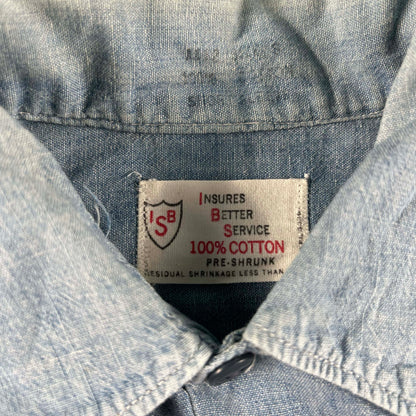 ISB
INSURES
BETTER
SERVICE
100% COTTON
PRE-SHRUNK
RESIDUAL SHRINKAGE LESS THAN